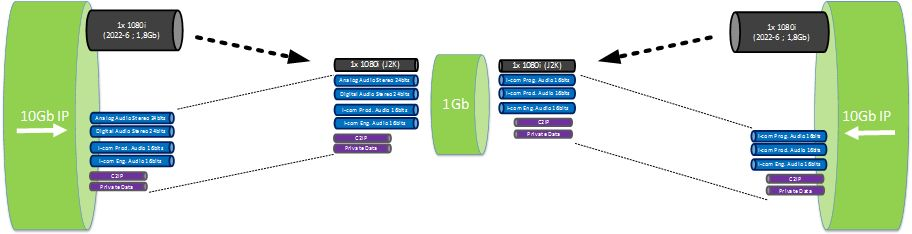 1x 1080i
(2022-6 ; 1,8Gb)
10Gb IP
Analog Audio Stereo 24bits
Digital Audio Stereo 24bits
I-com Prod. Audio 16bits
I-com Eng. Audio 16bits
C2IP
Private Data
1x 1080i (J2K)
Analog Audio Stereo 24bits
Digital Audio Stereo 24bits
I-com Prod. Audio 16bits
I-com Eng. Audio 16bits
C2IP
Private Data
1Gb
1x 1080i (J2K)
I-com Prog. Audio 16bits
I-com Prod. Audio 16bits
I-com Eng. Audio 16bits
C2IP
Private Data
1x 1080i
(2022-6 ; 1,8Gb)
10Gb IP
I-com Prog. Audio 16bits
I-com Prod. Audio 16bits
I-com Eng. Audio 16bits
C2IP
Private Data